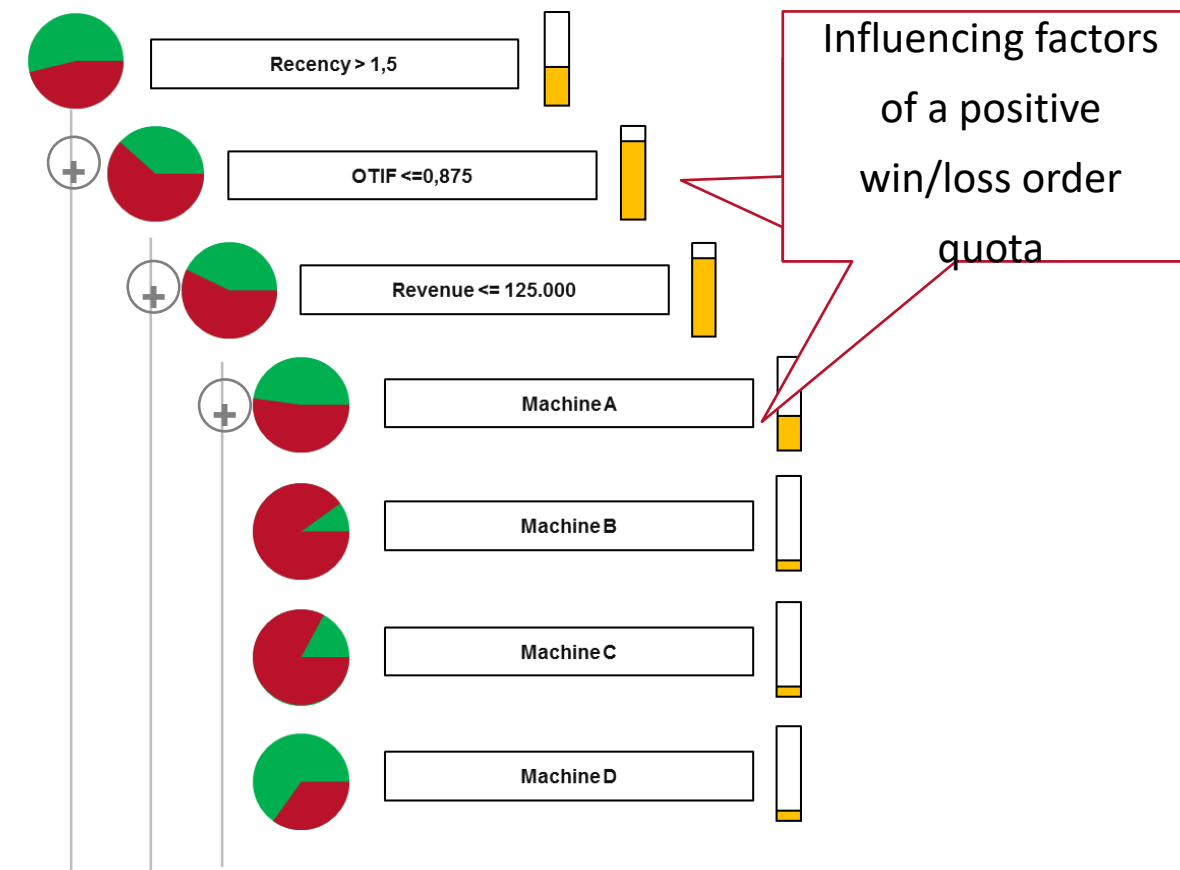 Influencing factors
of a positive
win/loss order
quota
Recency > 1,5
+
OTIF <=0,875
+
Revenue <= 125.000
+
Machine A
Machine B
Machine C
Machine D